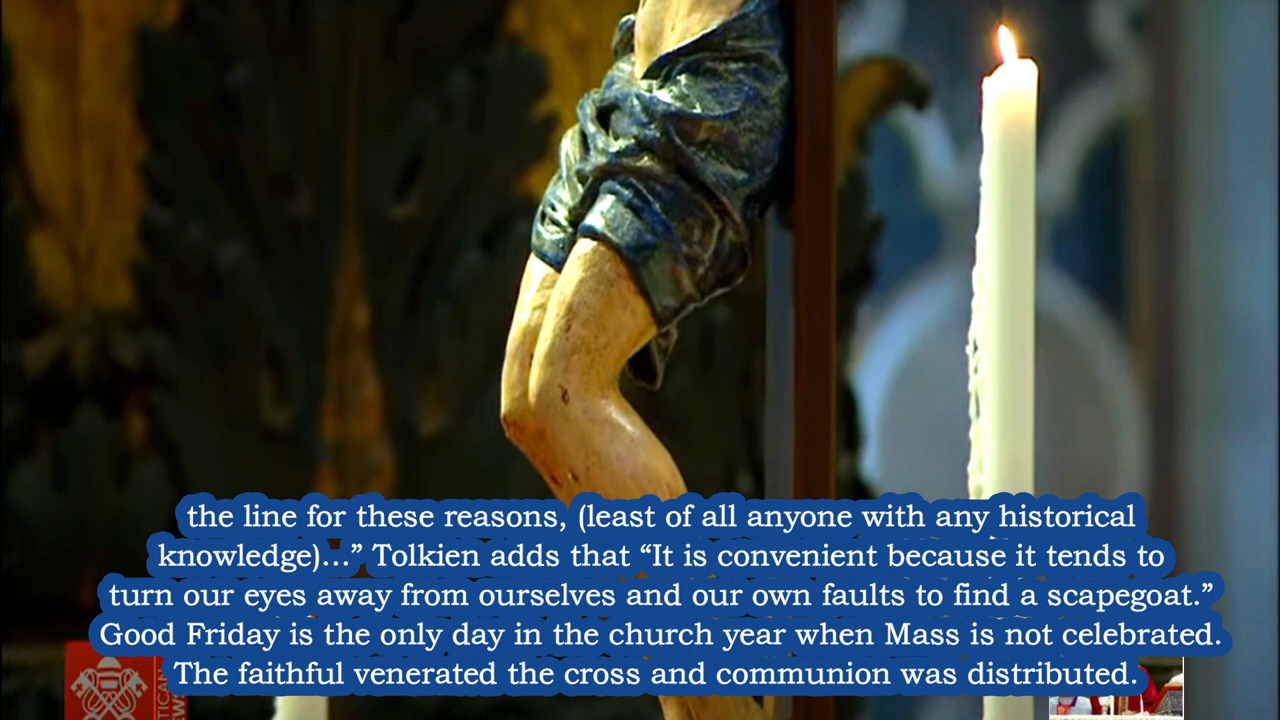 the line for these reasons, (least of all anyone with any historical
knowledge)…” Tolkien adds that “It is convenient because it tends to
turn our eyes away from ourselves and our own faults to find a scapegoat.”
Good Friday is the only day in the church year when Mass is not celebrated.
The faithful venerated the cross and communion was distributed.